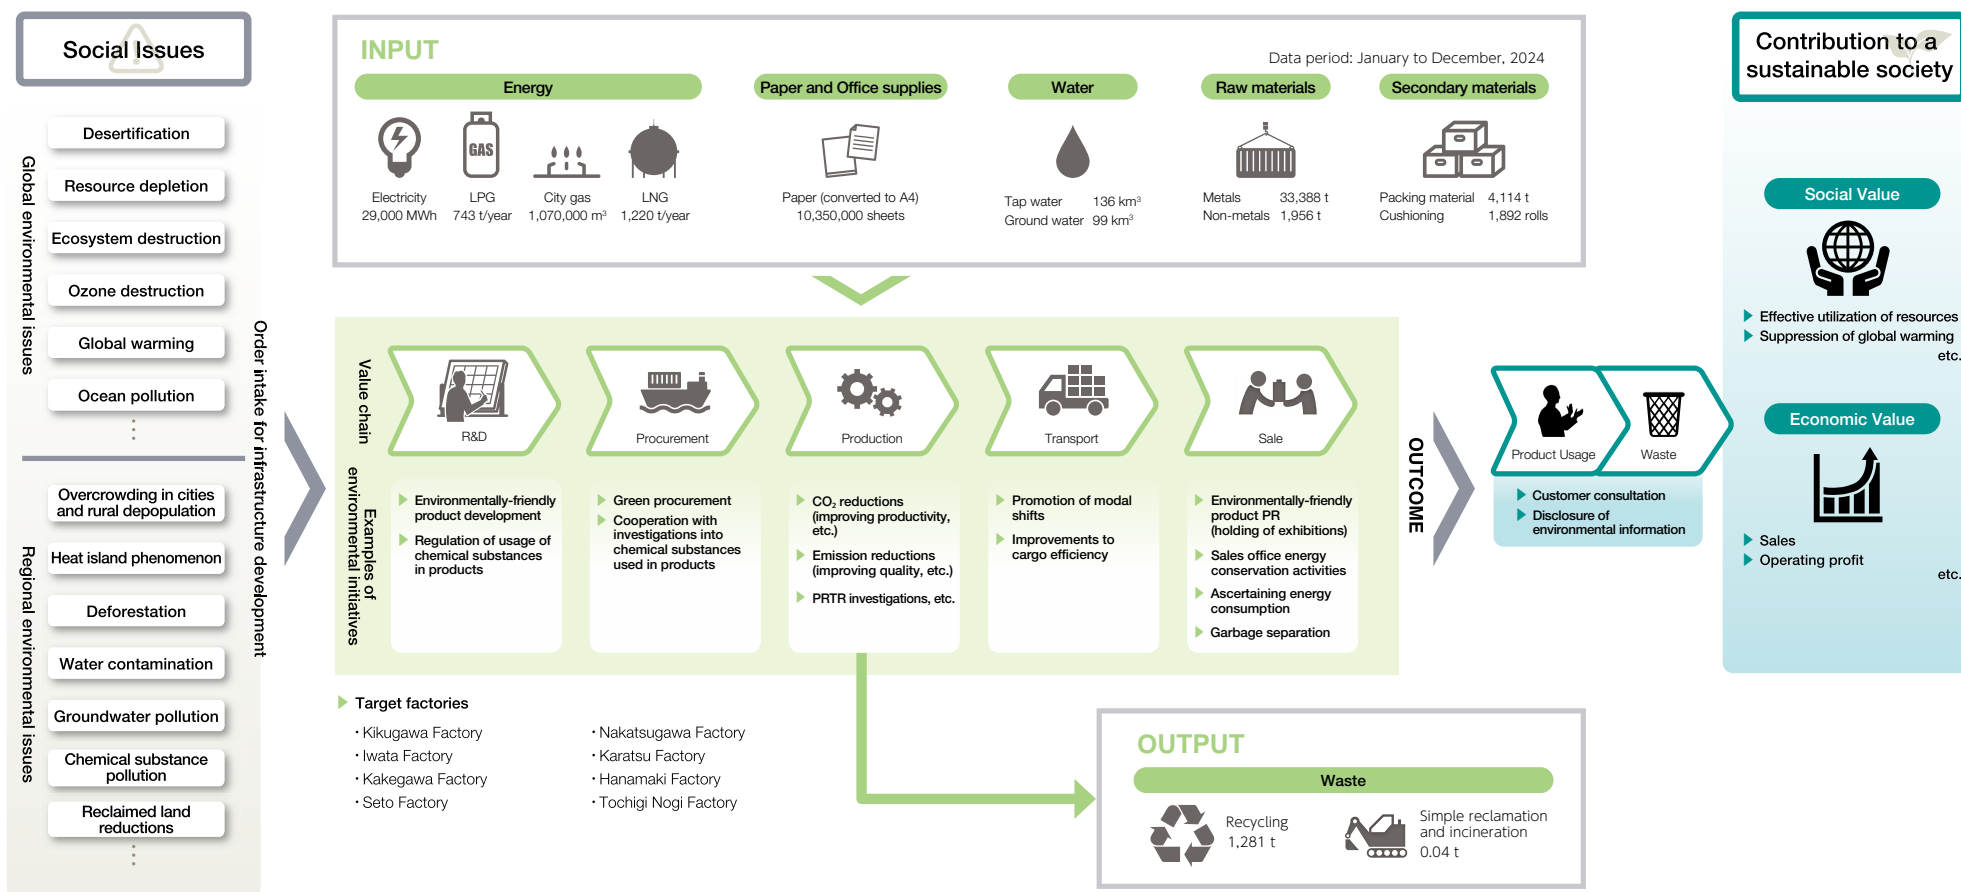 Social Issues
Global environmental issues
Desertification
Resource depletion
Ecosystem destruction
Ozone destruction
Global warming
Ocean pollution
Regional environmental issues
Overcrowding in cities
and rural depopulation
Heat island phenomenon
Deforestation
Water contamination
Groundwater pollution
Chemical substance
pollution
Reclaimed land
reductions
Order intake for infrastructure development
INPUT
Data period: January to December, 2024
Energy
Electricity
29,000 MWh
LPG
743 t/year
GAS
City gas
1,070,000 m³
LNG
1,220 t/year
Paper and Office supplies
Paper (converted to A4)
10,350,000 sheets
Water
Tap water 136 km³
Ground water 99 km³
Raw materials
Metals 33,388 t
Non-metals 1,956 t
Secondary materials
Packing material 4,114 t
Cushioning 1,892 rolls
Value chain
R&D
Procurement
Production
Transport
Sale
Examples of
environmental initiatives
Environmentally-friendly
product development
Regulation of usage of
chemical substances
in products
Green procurement
Cooperation with
investigations into
chemical substances
used in products
CO₂ reductions
(improving productivity,
etc.)
Emission reductions
(improving quality, etc.)
PRTR investigations, etc.
Promotion of modal
shifts
Improvements to
cargo efficiency
Environmentally-friendly
product PR
(holding of exhibitions)
Sales office energy
conservation activities
Ascertaining energy
consumption
Garbage separation
Target factories
・Kikugawa Factory
・Iwata Factory
・Kakegawa Factory
・Seto Factory
・Nakatsugawa Factory
・Karatsu Factory
・Hanamaki Factory
・Tochigi Nogi Factory
OUTPUT
Waste
Recycling
1,281 t
Simple reclamation
and incineration
0.04 t
OUTCOME
Product Usage
Waste
Customer consultation
Disclosure of
environmental information
Contribution to a
sustainable society
Social Value
Effective utilization of resources
Suppression of global warming
etc.
Economic Value
Sales
Operating profit
etc.